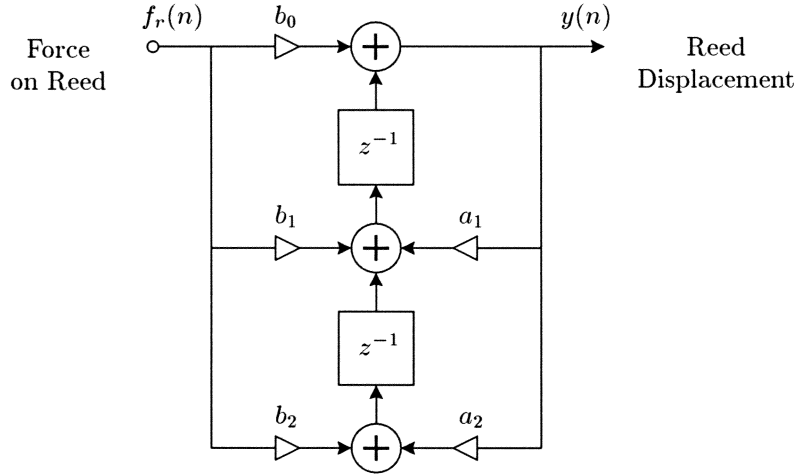 f_r(n)
b_0
y(n)
Force
on Reed
+
Reed
Displacement
z^{-1}
b_1
+
a_1
z^{-1}
b_2
+
a_2